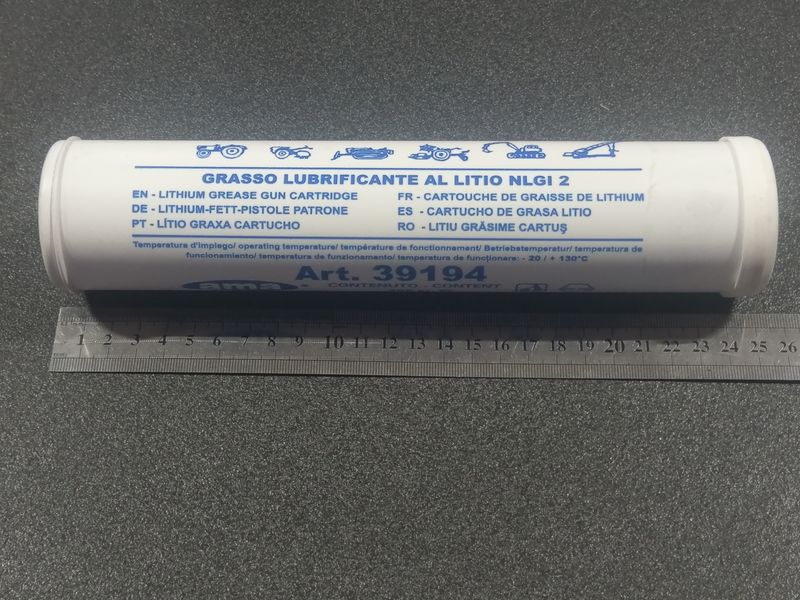 GRASSO LUBRIFICANTE AL LITIO NLGI 2
EN - LITHIUM GREASE GUN CARTRIDGE
DE - LITHIUM-FETT-PISTOLE PATRONE
PT - LÍTIO GRAXA CARTUCHO
FR - CARTOUCHE DE GRAISSE DE LITHIUM
ES - CARTUCHO DE GRASA LITIO
RO - LITIU GRĂSIME CARTUȘ
Temperatura d'impiego/ operating temperature/ température de fonctionnement/ Betriebstemperatur/ temperatura de
funcionamiento/ temperatura de funzionamento/ temperatura de funcționare: - 20 / + 130°C
Art. 39194
ama
CONTENUTO - CONTENT
1 2 3 4 5 6 7 8 9 10 11 12 13 14 15 16 17 18 19 20 21 22 23 24 25 26